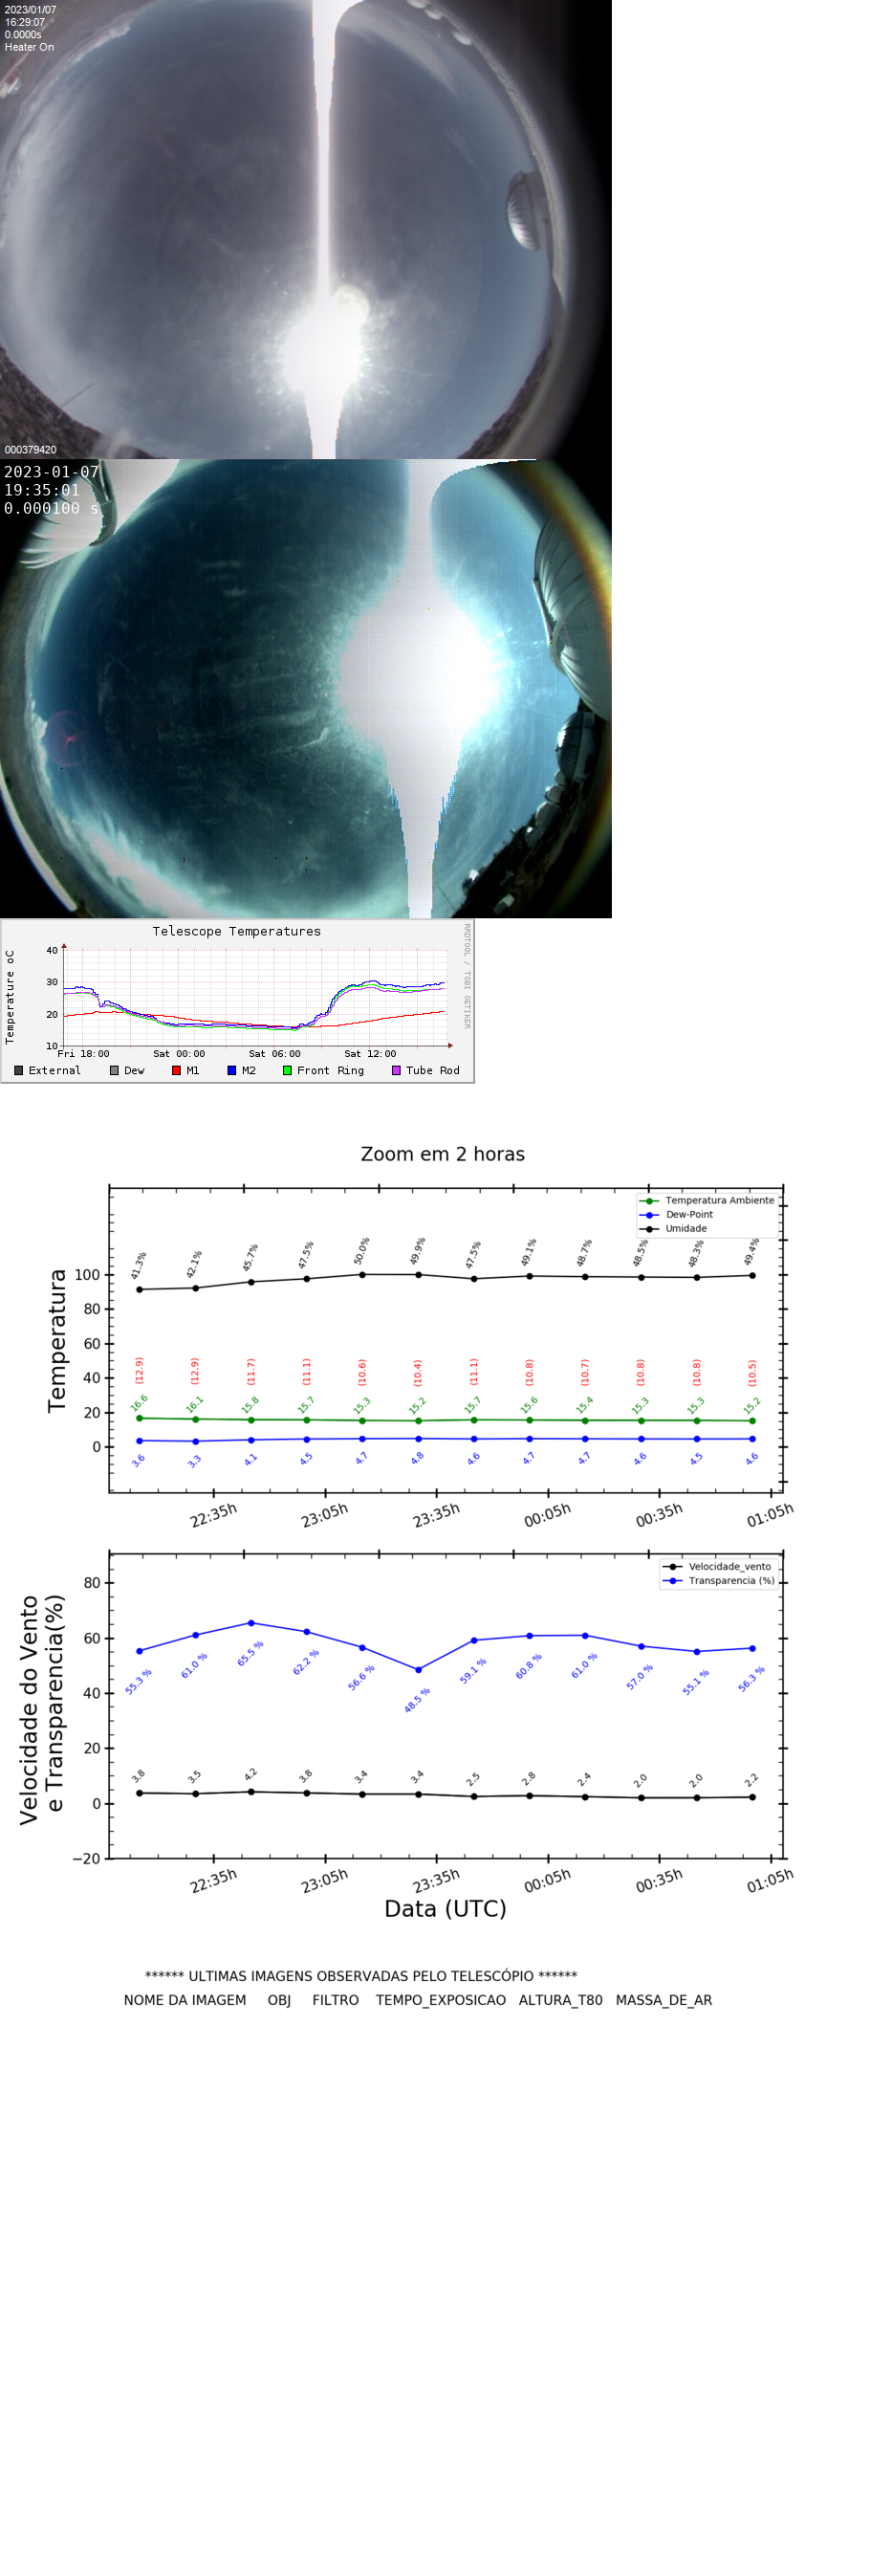 2023/01/07
16:29:07
0.0000s
Heater On
000379420
2023-01-07
19:35:01
0.000100 s
Telescope Temperatures
RRDTOOL / TOBI OETIKER
Temperature oC
40
30
20
10
Fri 18:00 Sat 00:00 Sat 06:00 Sat 12:00
External Dew M1 M2 Front Ring Tube Rod
Zoom em 2 horas
Temperatura Ambiente
Dew-Point
Umidade
Temperatura
100
80
60
40
20
0
41.3% 42.1% 45.7% 47.5% 50.0% 49.9% 47.5% 49.1% 48.7% 48.5% 48.3% 49.4%
(12.9) (12.9) (11.7) (11.1) (10.6) (10.4) (11.1) (10.8) (10.7) (10.8) (10.8) (10.5)
16.6 16.1 15.8 15.7 15.3 15.2 15.7 15.6 15.4 15.3 15.3 15.2
3.6 3.3 4.1 4.5 4.7 4.8 4.6 4.7 4.7 4.6 4.5 4.6
22:35h 23:05h 23:35h 00:05h 00:35h 01:05h
Velocidade_vento
Transparencia (%)
Velocidade do Vento
e Transparencia(%)
80
60
40
20
0
−20
55.3 % 61.0 % 65.5 % 62.2 % 56.6 % 48.5 % 59.1 % 60.8 % 61.0 % 57.0 % 55.1 % 56.3 %
3.8 3.5 4.2 3.8 3.4 3.4 2.5 2.8 2.4 2.0 2.0 2.2
22:35h 23:05h 23:35h 00:05h 00:35h 01:05h
Data (UTC)
****** ULTIMAS IMAGENS OBSERVADAS PELO TELESCÓPIO ******
NOME DA IMAGEM OBJ FILTRO TEMPO_EXPOSICAO ALTURA_T80 MASSA_DE_AR